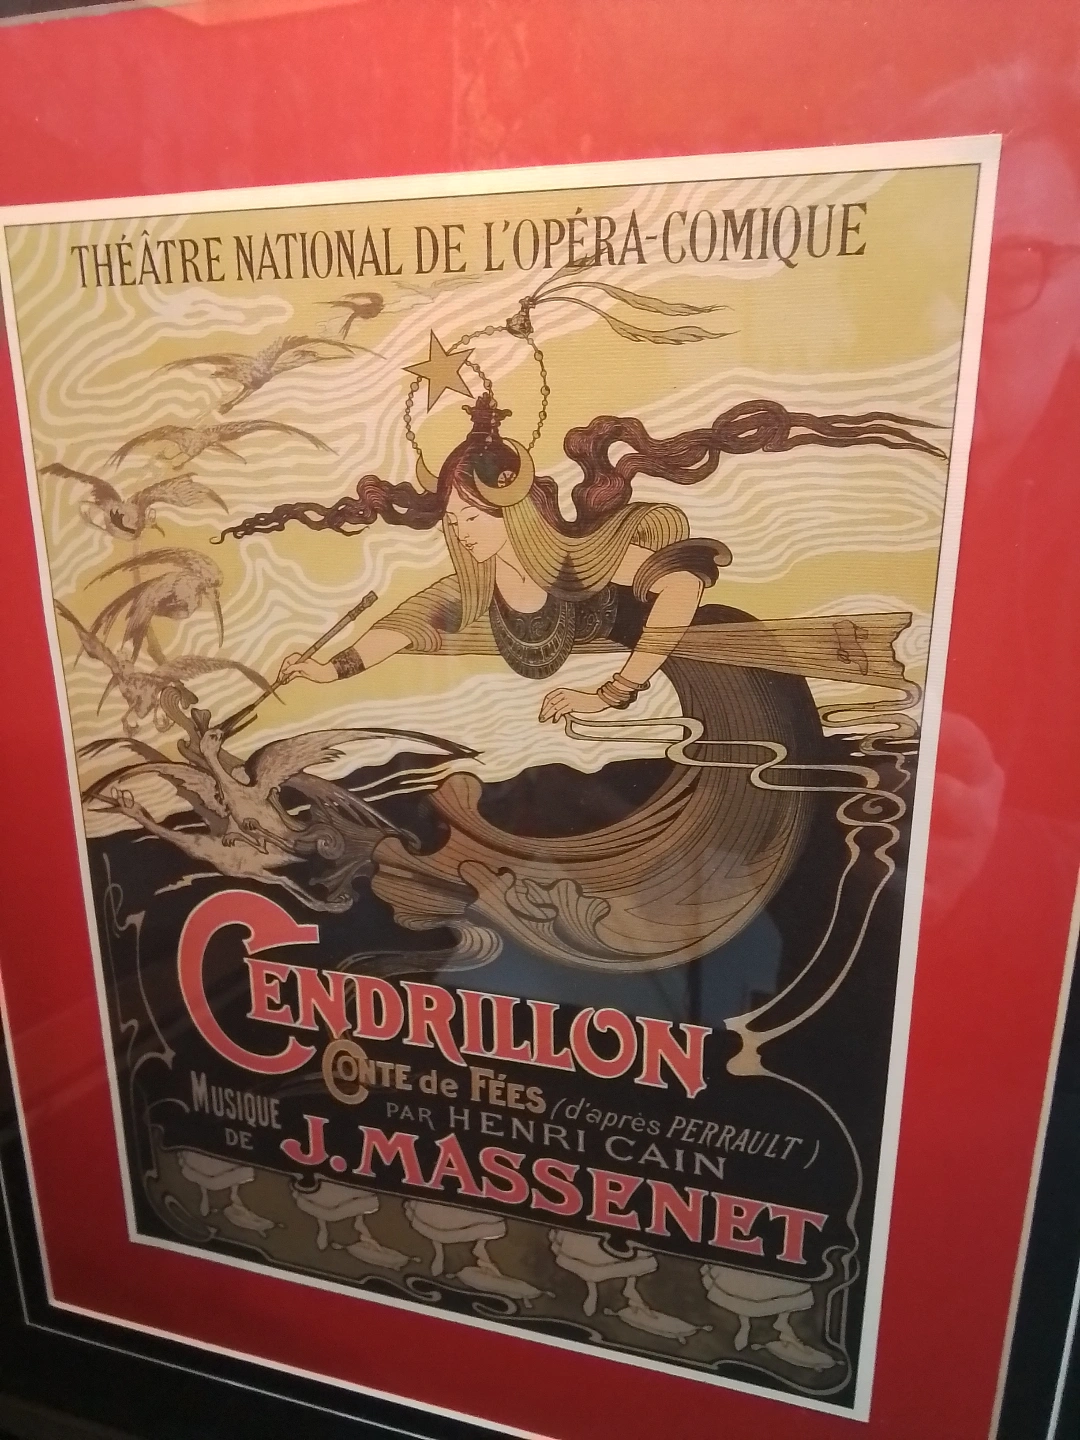 THÉÂTRE NATIONAL DE L'OPÉRA-COMIQUE
CENDRILLON
CONTE de FÉES (d'après PERRAULT)
PAR HENRI CAIN
MUSIQUE
DE J. MASSENET